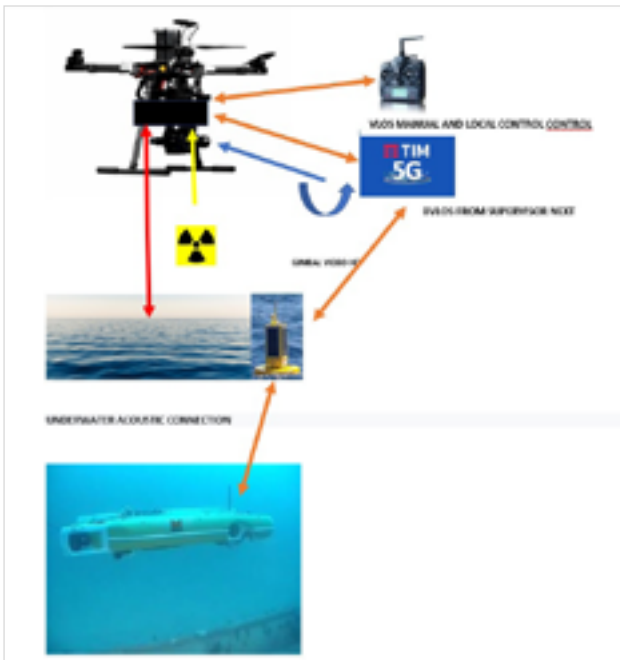 VLOS MANUAL AND LOCAL CONTROL CONTROL
TIM
5G
BVLOS FROM SUPERVISOR NEXT
GIMBAL VIDEO
UNDERWATER ACOUSTIC CONNECTION